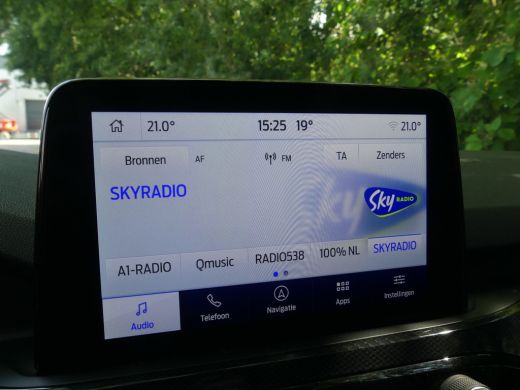 21.0° 15:25 19° 21.0°
Bronnen AF FM TA Zenders
SKYRADIO
Sky RADIO
A1-RADIO Qmusic RADIO538 100% NL SKYRADIO
Audio Telefoon Navigatie Apps Instellingen